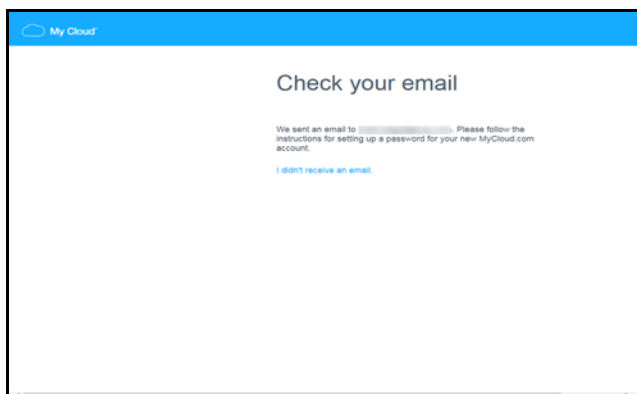 My Cloud™
Check your email
We sent an email to . Please follow the
instructions for setting up a password for your new MyCloud.com
account.
I didn't receive an email.